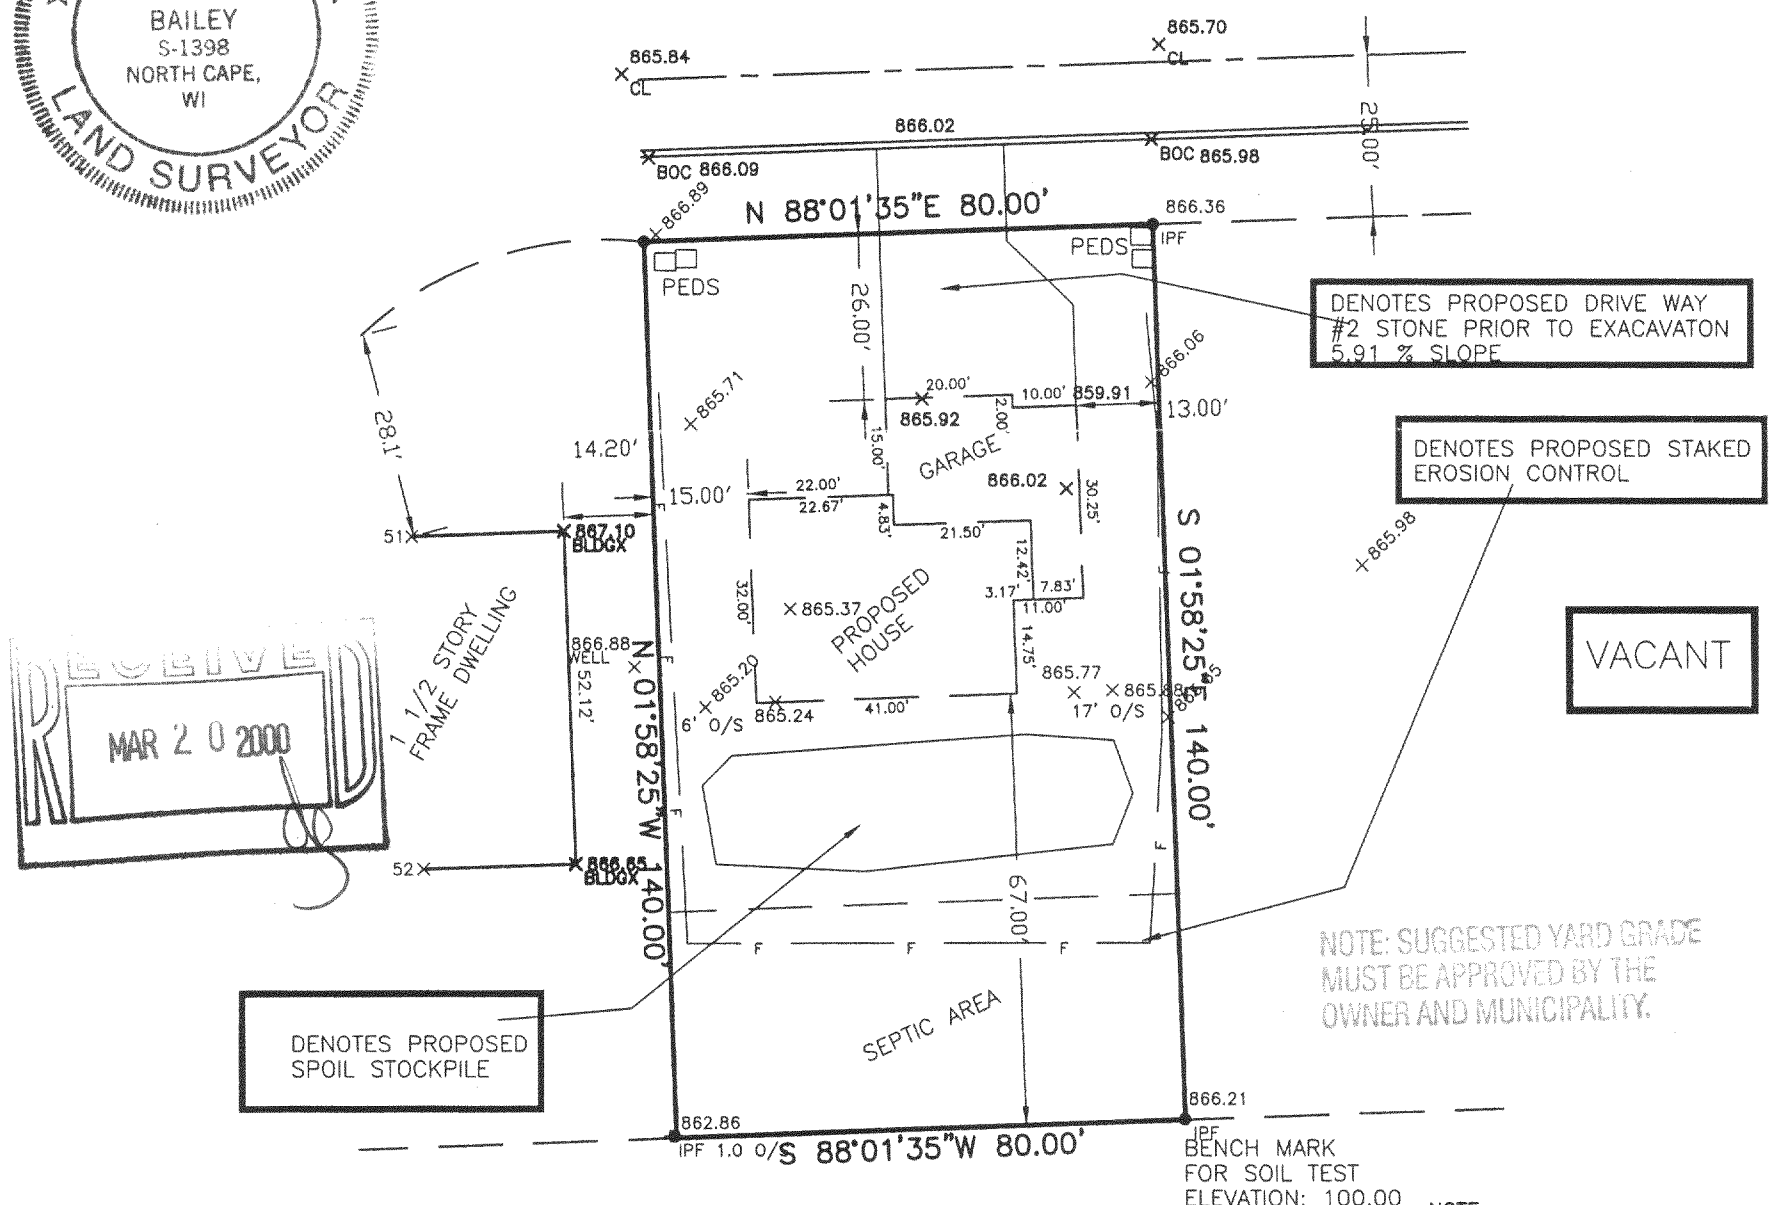 BAILEY
S-1398
NORTH CAPE,
WI
LAND SURVEYOR
865.84
CL
865.70
CL
25.00'
866.02
BOC 866.09
BOC 865.98
866.89
N 88°01'35"E 80.00'
866.36
IPF
PEDS
PEDS
26.00'
28.1'
DENOTES PROPOSED DRIVE WAY
#2 STONE PRIOR TO EXACAVATON
5.91 % SLOPE
866.06
865.71
20.00'
10.00'
859.91
865.92
2.00'
13.00'
14.20'
15.00'
GARAGE
DENOTES PROPOSED STAKED
EROSION CONTROL
15.00'
22.00'
22.67'
866.02
30.25'
4.83'
21.50'
51
867.10
BLDGX
S 01°58'25"E 140.00'
865.98
12.42'
32.00'
865.37
3.17'
7.83'
11.00'
PROPOSED
HOUSE
14.75'
1 1/2 STORY
FRAME DWELLING
866.88
WELL
52.12'
N 01°58'25"W 140.00'
VACANT
865.20
6' O/S
865.24
41.00'
865.77
17' O/S
RECEIVED
MAR 20 2000
F
F
F
F
F
F
F
F
F
52
866.65
BLDGX
67.00'
NOTE: SUGGESTED YARD GRADE
MUST BE APPROVED BY THE
OWNER AND MUNICIPALITY.
SEPTIC AREA
DENOTES PROPOSED
SPOIL STOCKPILE
862.86
IPF 1.0 O/S
S 88°01'35"W 80.00'
866.21
IPF
BENCH MARK
FOR SOIL TEST
ELEVATION: 100.00
NOTE